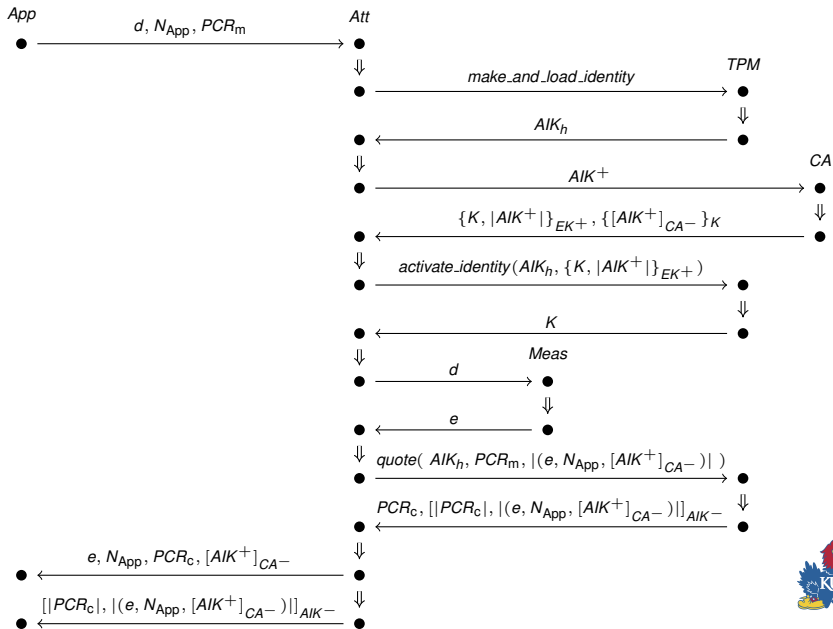 App Att
d, N_App, PCR_m
TPM
make_and_load_identity
AIK_h
CA
AIK+
{K, |AIK+|}_EK+, {[AIK+]_CA− }_K
activate_identity(AIK_h, {K, |AIK+|}_EK+)
K
Meas
d
e
quote( AIK_h, PCR_m, |(e, N_App, [AIK+]_CA− )| )
PCR_c, [|PCR_c|, |(e, N_App, [AIK+]_CA− )|]_AIK−
e, N_App, PCR_c, [AIK+]_CA−
[|PCR_c|, |(e, N_App, [AIK+]_CA− )|]_AIK−
KU